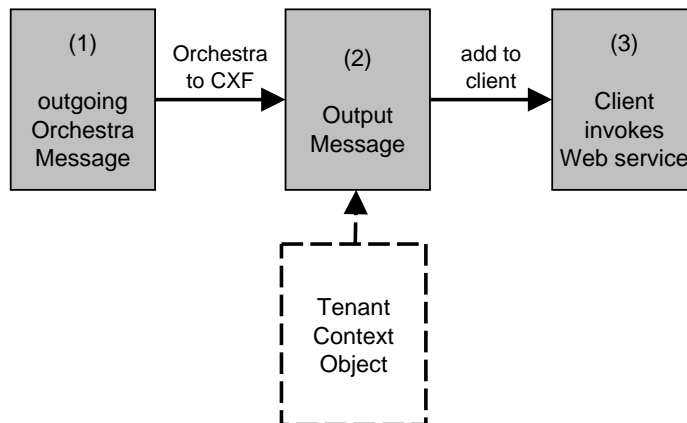 (1)
outgoing
Orchestra
Message
Orchestra
to CXF
(2)
Output
Message
add to
client
(3)
Client
invokes
Web service
Tenant
Context
Object